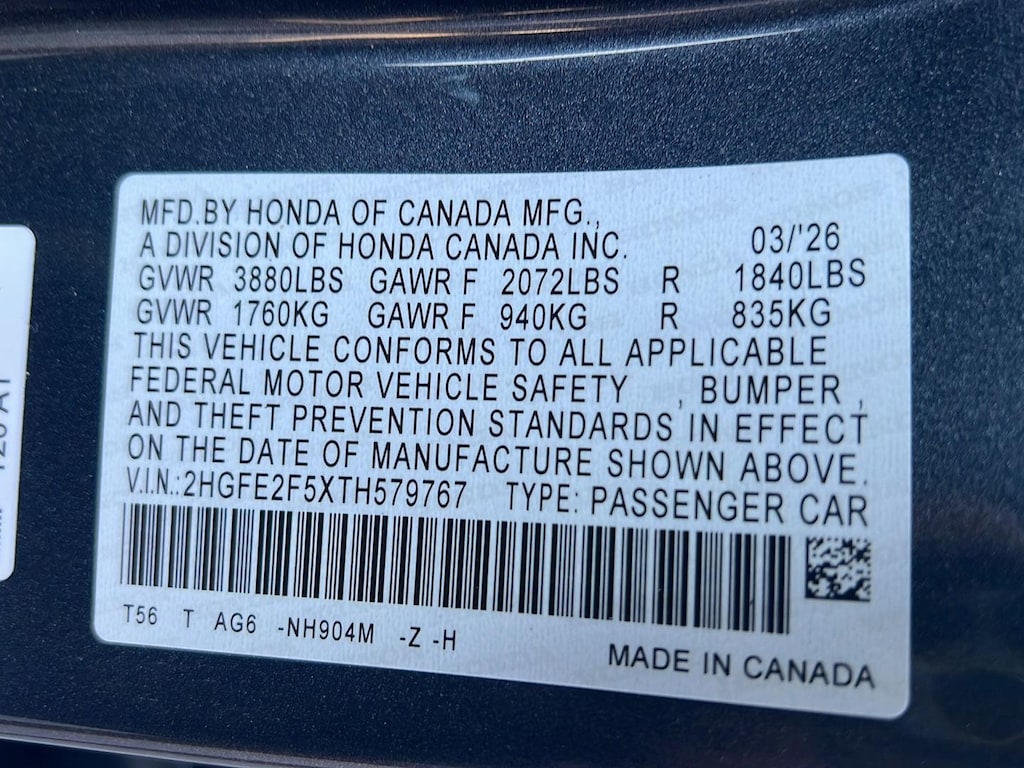 MFD.BY HONDA OF CANADA MFG.,
A DIVISION OF HONDA CANADA INC. 03/'26
GVWR 3880LBS GAWR F 2072LBS R 1840LBS
GVWR 1760KG GAWR F 940KG R 835KG
THIS VEHICLE CONFORMS TO ALL APPLICABLE
FEDERAL MOTOR VEHICLE SAFETY , BUMPER ,
AND THEFT PREVENTION STANDARDS IN EFFECT
ON THE DATE OF MANUFACTURE SHOWN ABOVE.
V.I.N.:2HGFE2F5XTH579767 TYPE: PASSENGER CAR
T56 T AG6 -NH904M -Z -H
MADE IN CANADA